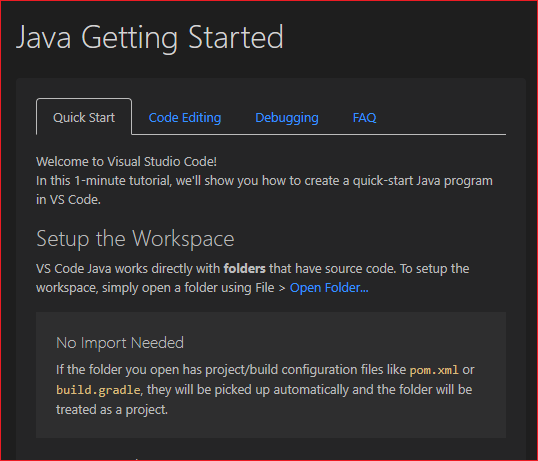 Java Getting Started
Quick Start Code Editing Debugging FAQ
Welcome to Visual Studio Code!
In this 1-minute tutorial, we'll show you how to create a quick-start Java program
in VS Code.
Setup the Workspace
VS Code Java works directly with folders that have source code. To setup the
workspace, simply open a folder using File > Open Folder...
No Import Needed
If the folder you open has project/build configuration files like pom.xml or
build.gradle, they will be picked up automatically and the folder will be
treated as a project.